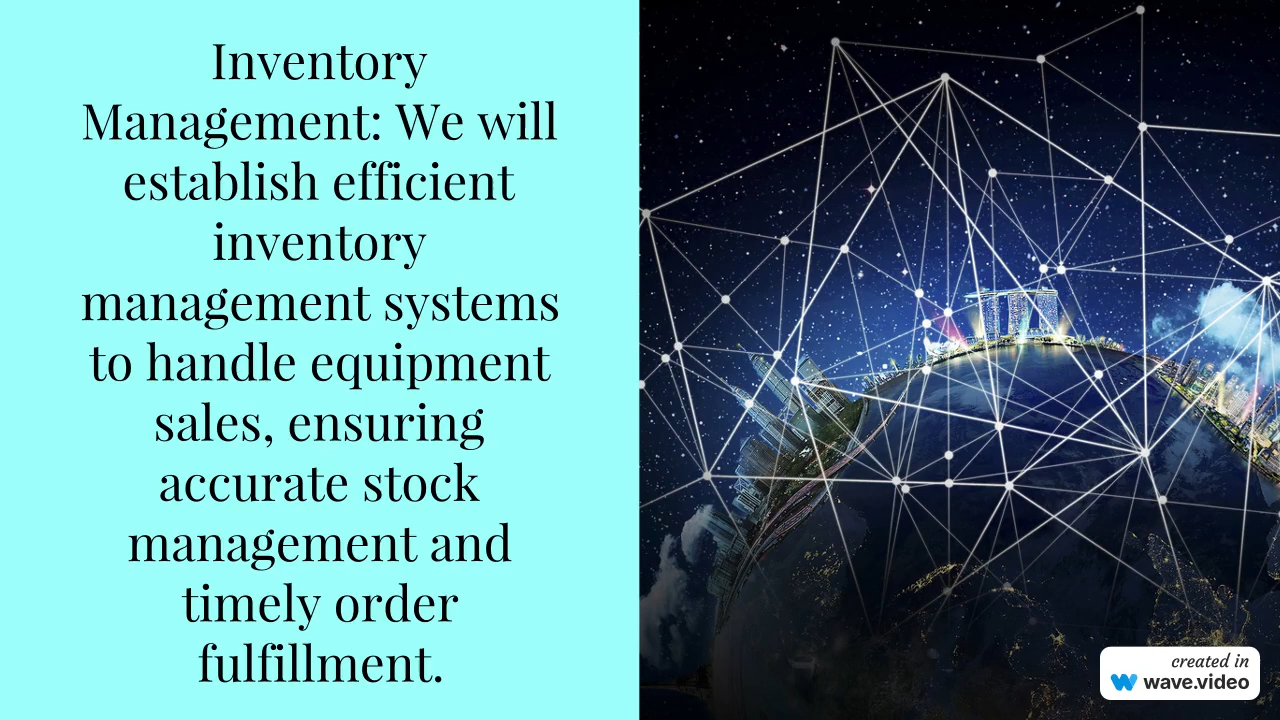 Inventory
Management: We will
establish efficient
inventory
management systems
to handle equipment
sales, ensuring
accurate stock
management and
timely order
fulfillment.
created in
wave.video